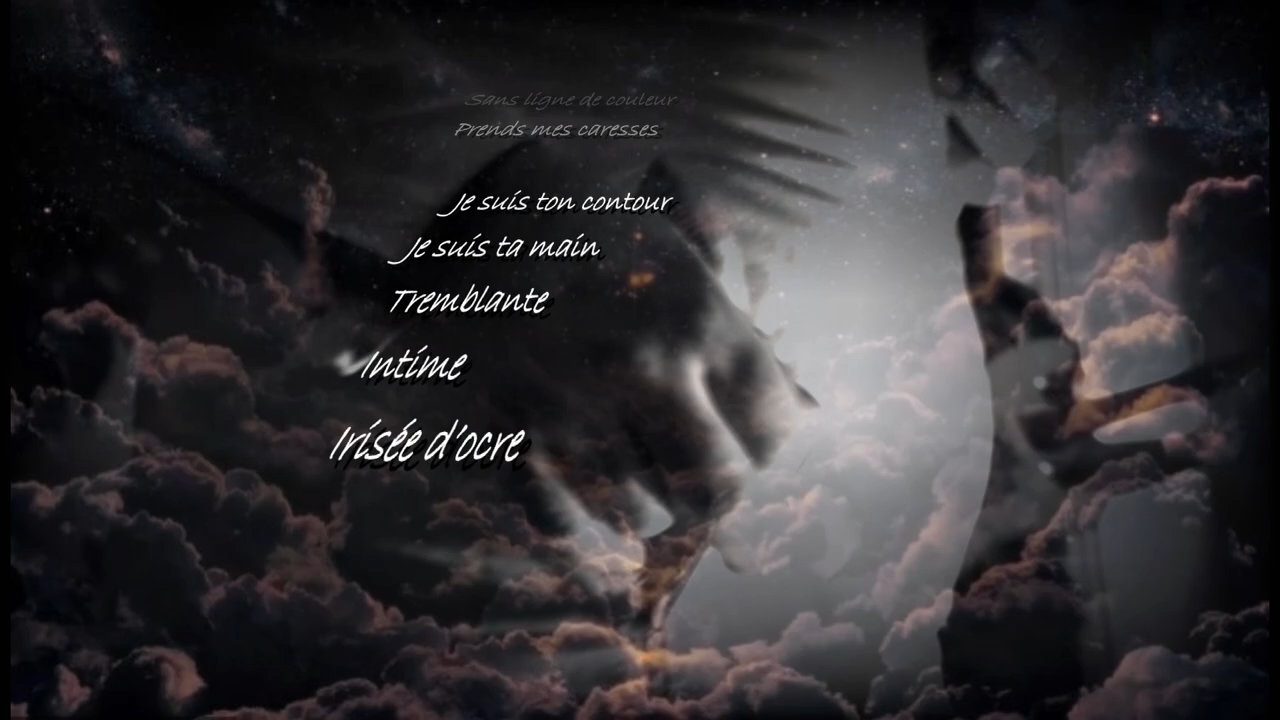 Sans ligne de couleur
Prends mes caresses
Je suis ton contour
Je suis ta main
Tremblante
Intime
Irisée d'ocre